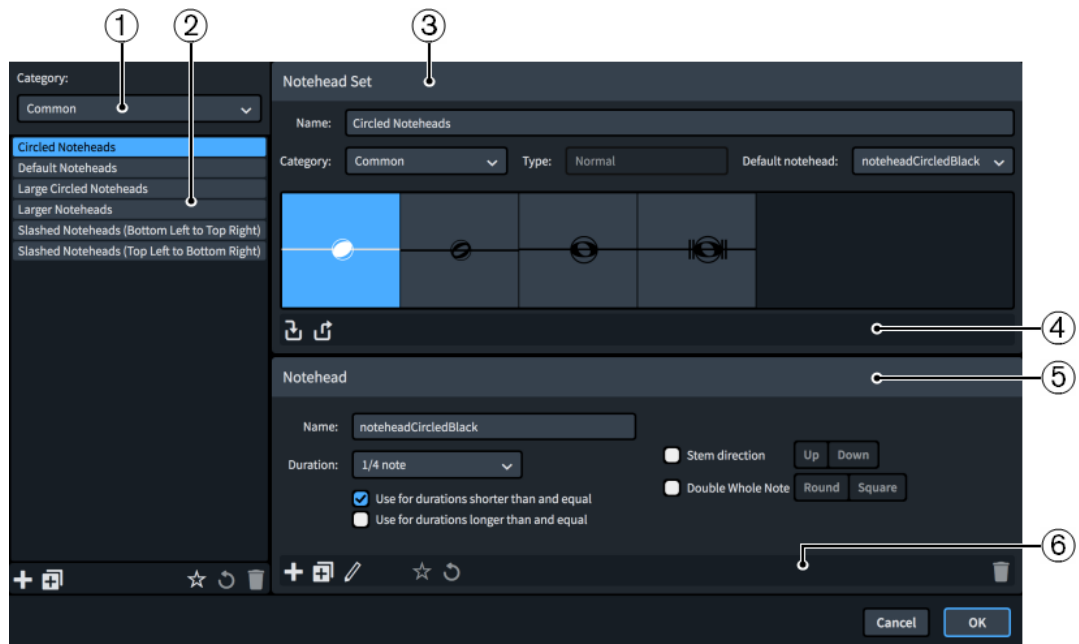 1 2 3
Category:
Common
Circled Noteheads
Default Noteheads
Large Circled Noteheads
Larger Noteheads
Slashed Noteheads (Bottom Left to Top Right)
Slashed Noteheads (Top Left to Bottom Right)
Notehead Set
Name: Circled Noteheads
Category: Common Type: Normal Default notehead: noteheadCircledBlack
4
Notehead
5
Name: noteheadCircledBlack
Duration: 1/4 note
Use for durations shorter than and equal
Use for durations longer than and equal
Stem direction Up Down
Double Whole Note Round Square
6
Cancel OK